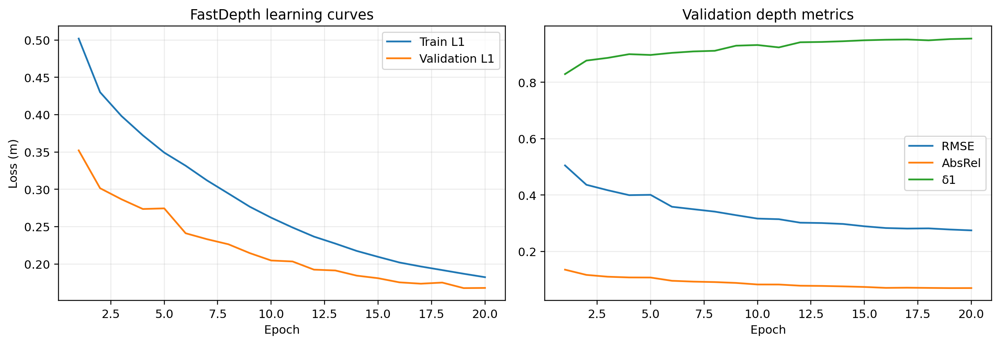 FastDepth learning curves
Train L1
Validation L1
0.50
0.45
0.40
0.35
0.30
0.25
0.20
Loss (m)
2.5 5.0 7.5 10.0 12.5 15.0 17.5 20.0
Epoch
Validation depth metrics
RMSE
AbsRel
δ1
0.8
0.6
0.4
0.2
2.5 5.0 7.5 10.0 12.5 15.0 17.5 20.0
Epoch